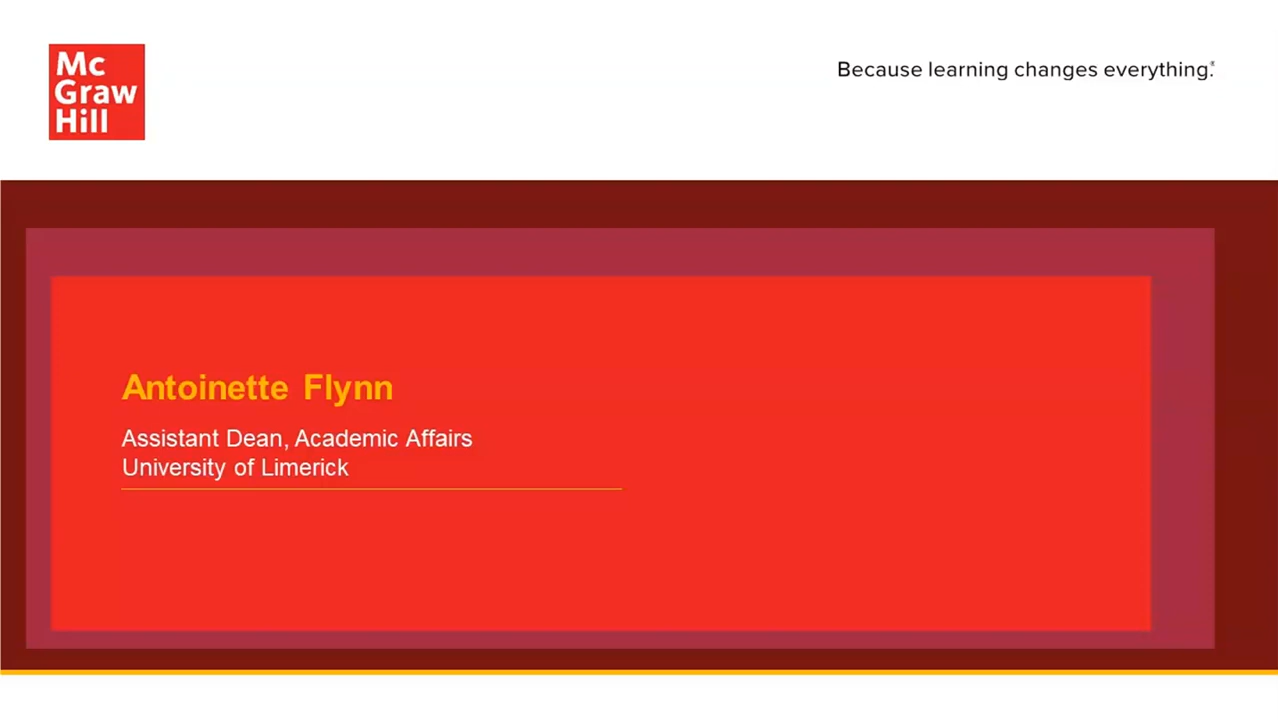 Mc
Graw
Hill
Because learning changes everything.®
Antoinette Flynn
Assistant Dean, Academic Affairs
University of Limerick